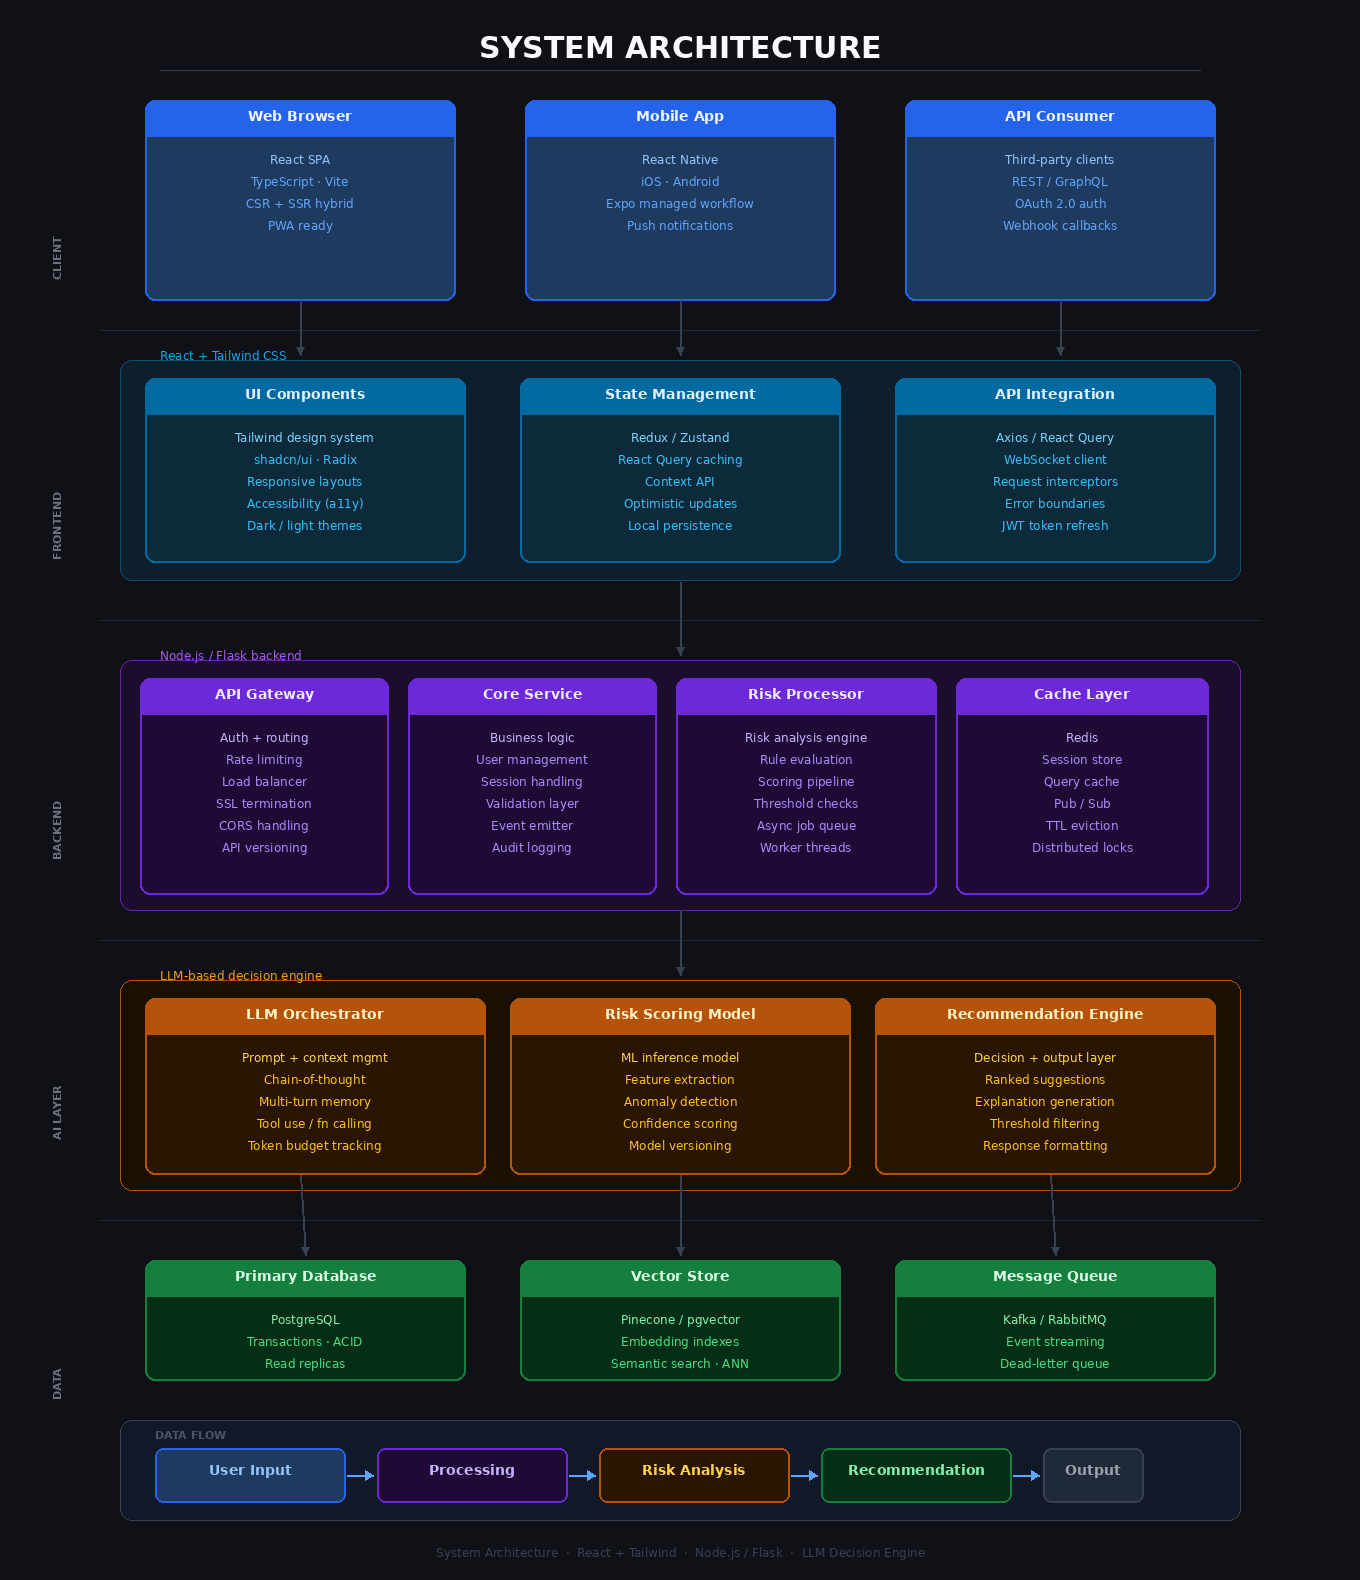 SYSTEM ARCHITECTURE
CLIENT
Web Browser
React SPA
TypeScript · Vite
CSR + SSR hybrid
PWA ready
Mobile App
React Native
iOS · Android
Expo managed workflow
Push notifications
API Consumer
Third-party clients
REST / GraphQL
OAuth 2.0 auth
Webhook callbacks
FRONTEND
React + Tailwind CSS
UI Components
Tailwind design system
shadcn/ui · Radix
Responsive layouts
Accessibility (a11y)
Dark / light themes
State Management
Redux / Zustand
React Query caching
Context API
Optimistic updates
Local persistence
API Integration
Axios / React Query
WebSocket client
Request interceptors
Error boundaries
JWT token refresh
BACKEND
Node.js / Flask backend
API Gateway
Auth + routing
Rate limiting
Load balancer
SSL termination
CORS handling
API versioning
Core Service
Business logic
User management
Session handling
Validation layer
Event emitter
Audit logging
Risk Processor
Risk analysis engine
Rule evaluation
Scoring pipeline
Threshold checks
Async job queue
Worker threads
Cache Layer
Redis
Session store
Query cache
Pub / Sub
TTL eviction
Distributed locks
AI LAYER
LLM-based decision engine
LLM Orchestrator
Prompt + context mgmt
Chain-of-thought
Multi-turn memory
Tool use / fn calling
Token budget tracking
Risk Scoring Model
ML inference model
Feature extraction
Anomaly detection
Confidence scoring
Model versioning
Recommendation Engine
Decision + output layer
Ranked suggestions
Explanation generation
Threshold filtering
Response formatting
DATA
Primary Database
PostgreSQL
Transactions · ACID
Read replicas
Vector Store
Pinecone / pgvector
Embedding indexes
Semantic search · ANN
Message Queue
Kafka / RabbitMQ
Event streaming
Dead-letter queue
DATA FLOW
User Input
Processing
Risk Analysis
Recommendation
Output
System Architecture · React + Tailwind · Node.js / Flask · LLM Decision Engine